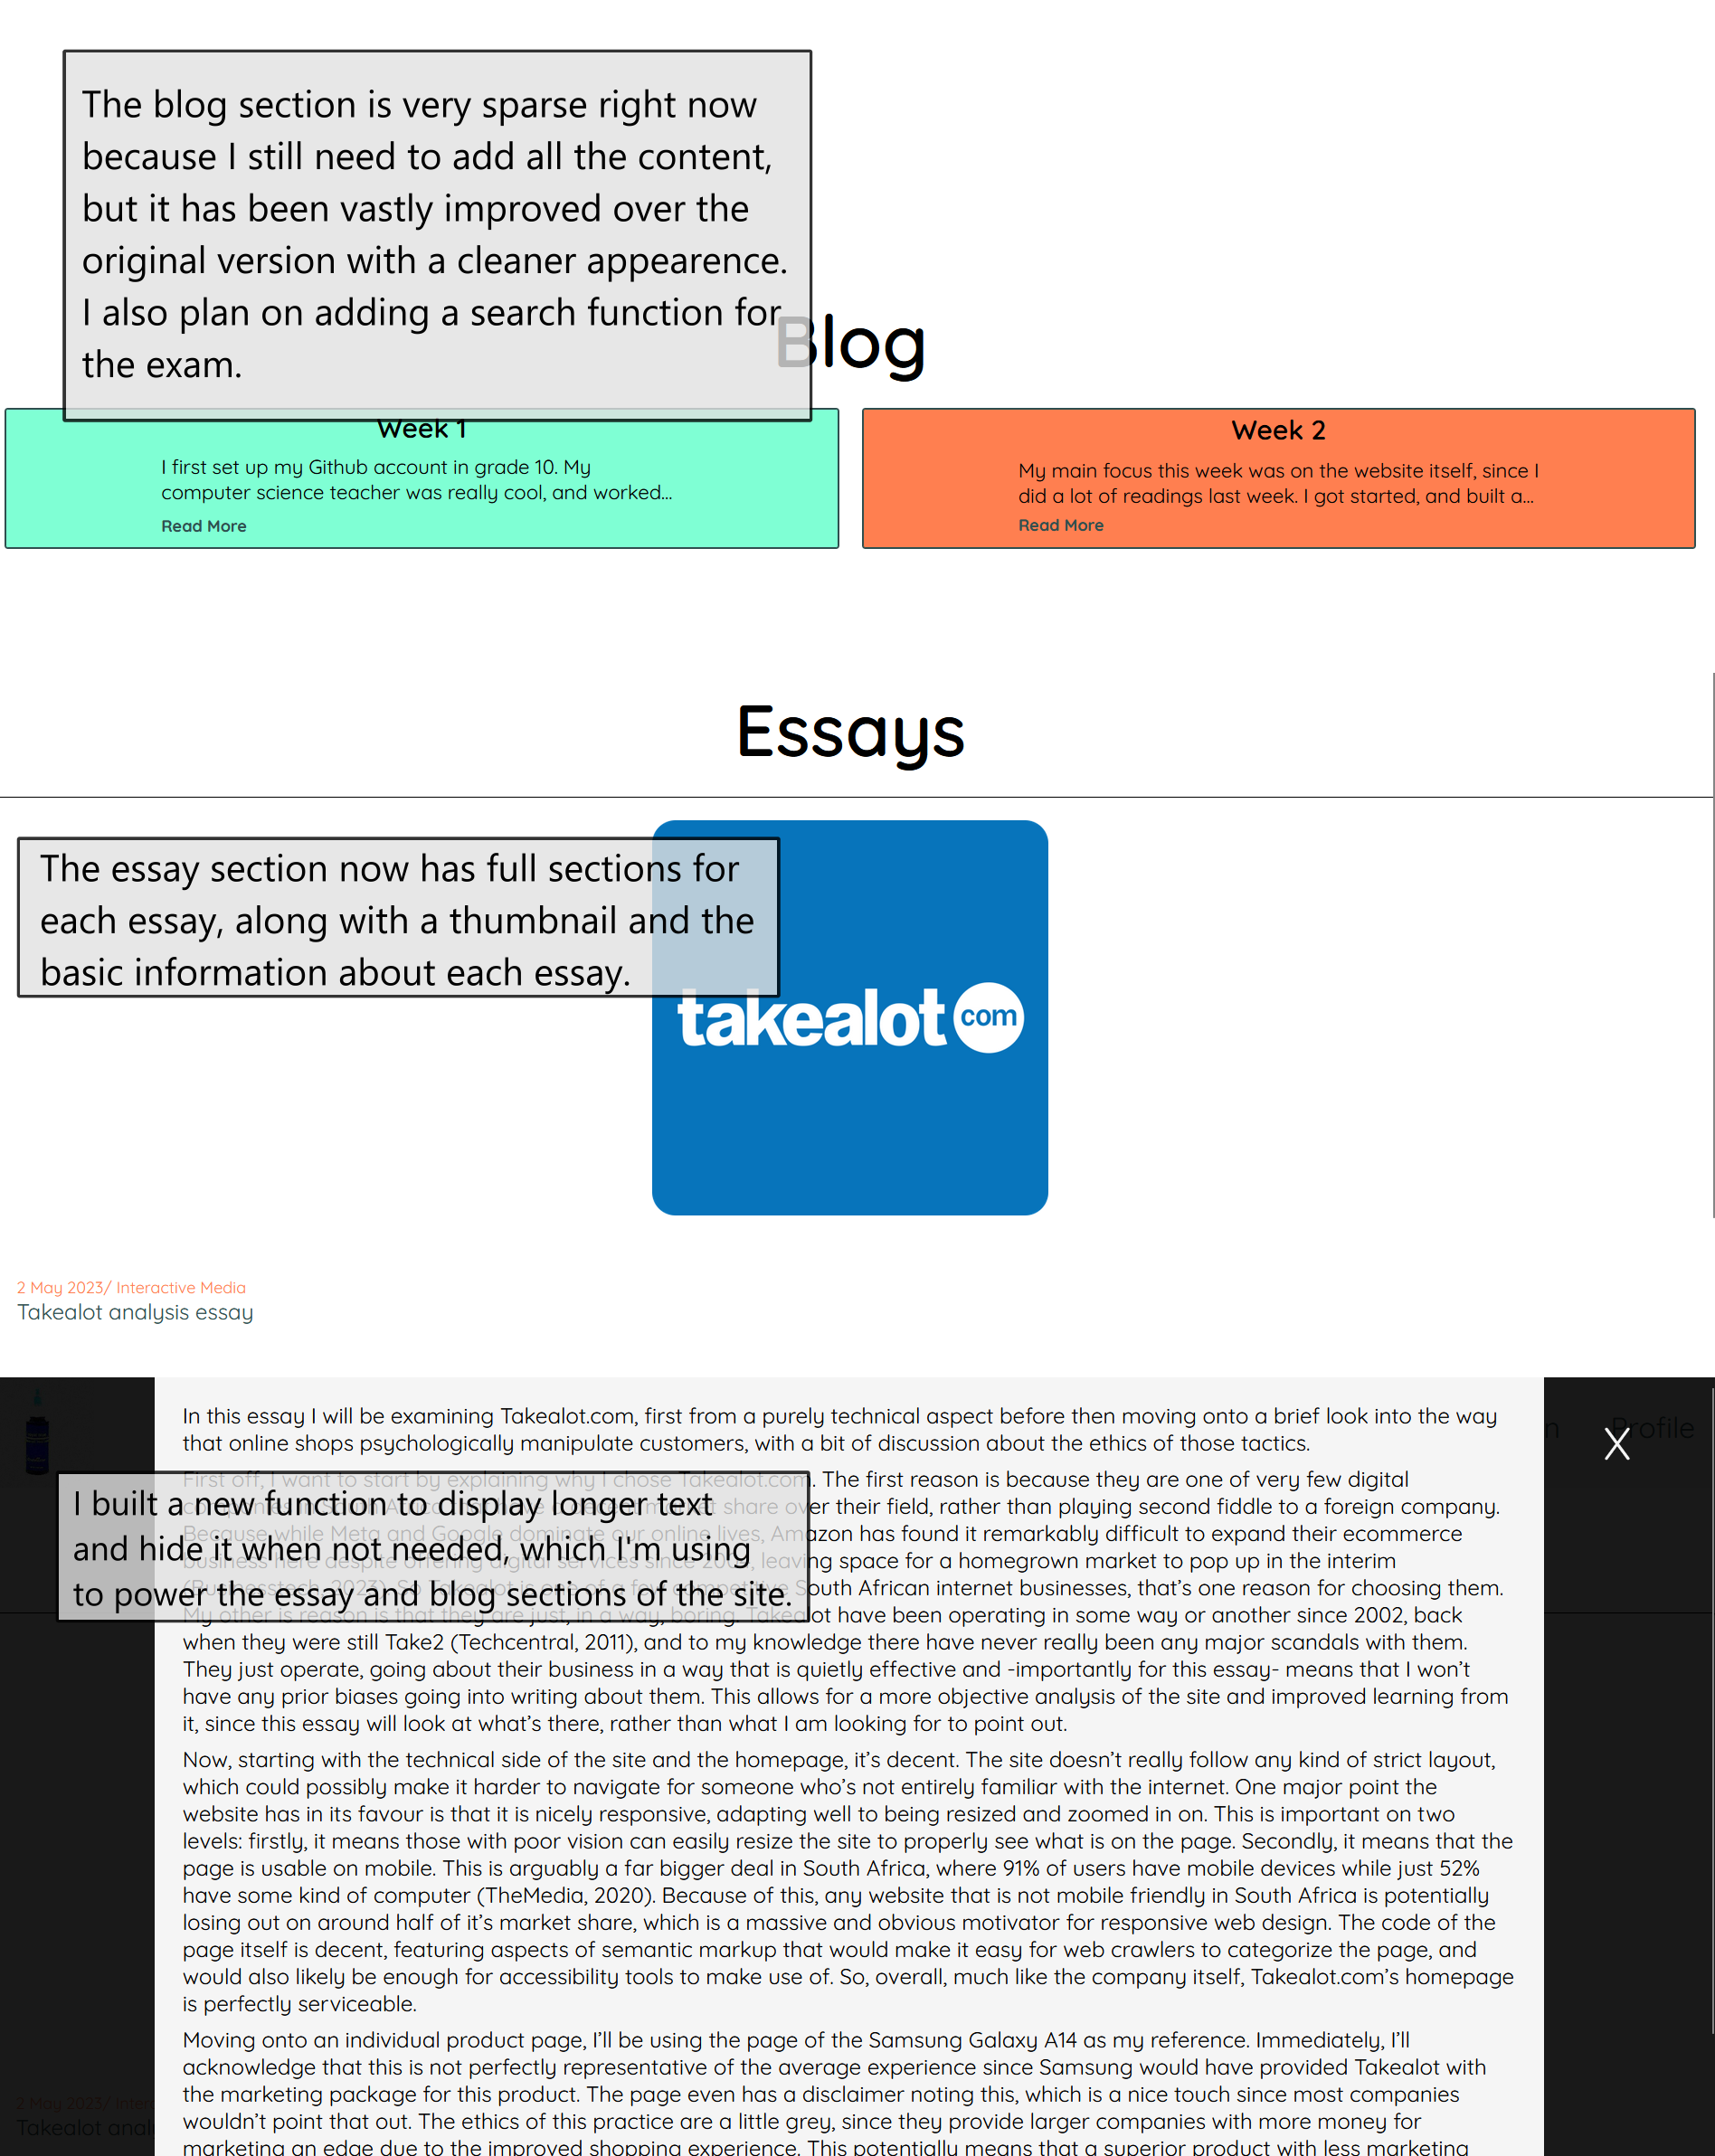 The blog section is very sparse right now
because I still need to add all the content,
but it has been vastly improved over the
original version with a cleaner appearence.
I also plan on adding a search function for
the exam.
Blog
Week 1
I first set up my Github account in grade 10. My
computer science teacher was really cool, and worked...
Read More
Week 2
My main focus this week was on the website itself, since I
did a lot of readings last week. I got started, and built a...
Read More
Essays
The essay section now has full sections for
each essay, along with a thumbnail and the
basic information about each essay.
takealot com
2 May 2023/ Interactive Media
Takealot analysis essay
n Profile
X
In this essay I will be examining Takealot.com, first from a purely technical aspect before then moving onto a brief look into the way
that online shops psychologically manipulate customers, with a bit of discussion about the ethics of those tactics.
I built a new function to display longer text
and hide it when not needed, which I'm using
to power the essay and blog sections of the site.
First off, I want to start by explaining why I chose Takealot.com. The first reason is because they are one of very few digital
share over their field, rather than playing second fiddle to a foreign company.
Because while Meta and Google dominate our online lives, Amazon has found it remarkably difficult to expand their ecommerce
business here despite offering digital services since leaving space for a homegrown market to pop up in the interim
(Businesstech, 2023). So Takealot is one of a few competitive South African internet businesses, that's one reason for choosing them.
My other is reason is that they are just, in a way, boring. Takealot have been operating in some way or another since 2002, back
when they were still Take2 (Techcentral, 2011), and to my knowledge there have never really been any major scandals with them.
They just operate, going about their business in a way that is quietly effective and -importantly for this essay- means that I won't
have any prior biases going into writing about them. This allows for a more objective analysis of the site and improved learning from
it, since this essay will look at what's there, rather than what I am looking for to point out.
Now, starting with the technical side of the site and the homepage, it's decent. The site doesn't really follow any kind of strict layout,
which could possibly make it harder to navigate for someone who's not entirely familiar with the internet. One major point the
website has in its favour is that it is nicely responsive, adapting well to being resized and zoomed in on. This is important on two
levels: firstly, it means those with poor vision can easily resize the site to properly see what is on the page. Secondly, it means that the
page is usable on mobile. This is arguably a far bigger deal in South Africa, where 91% of users have mobile devices while just 52%
have some kind of computer (TheMedia, 2020). Because of this, any website that is not mobile friendly in South Africa is potentially
losing out on around half of it's market share, which is a massive and obvious motivator for responsive web design. The code of the
page itself is decent, featuring aspects of semantic markup that would make it easy for web crawlers to categorize the page, and
would also likely be enough for accessibility tools to make use of. So, overall, much like the company itself, Takealot.com's homepage
is perfectly serviceable.
Moving onto an individual product page, I'll be using the page of the Samsung Galaxy A14 as my reference. Immediately, I'll
acknowledge that this is not perfectly representative of the average experience since Samsung would have provided Takealot with
the marketing package for this product. The page even has a disclaimer noting this, which is a nice touch since most companies
wouldn't point that out. The ethics of this practice are a little grey, since they provide larger companies with more money for
marketing an edge due to the improved shopping experience. This potentially means that a superior product with less marketing
2 May 2023/ Intera
Takealot anal